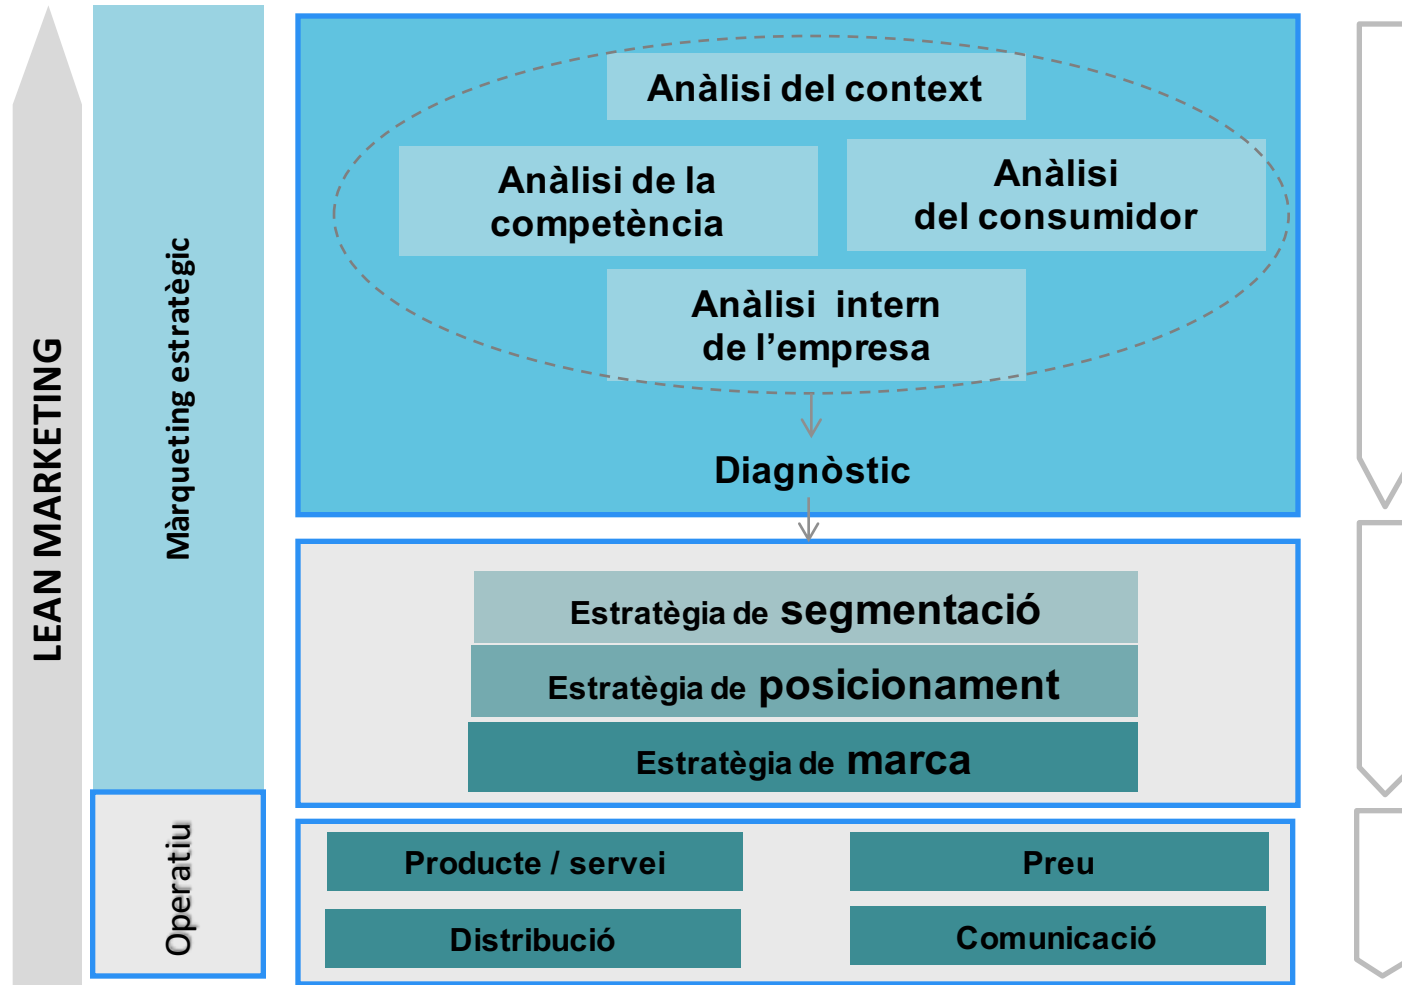 LEAN MARKETING
Màrqueting estratègic
Operatiu
Anàlisi del context
Anàlisi de la
competència
Anàlisi
del consumidor
Anàlisi intern
de l’empresa
Diagnòstic
Estratègia de segmentació
Estratègia de posicionament
Estratègia de marca
Producte / servei
Preu
Distribució
Comunicació